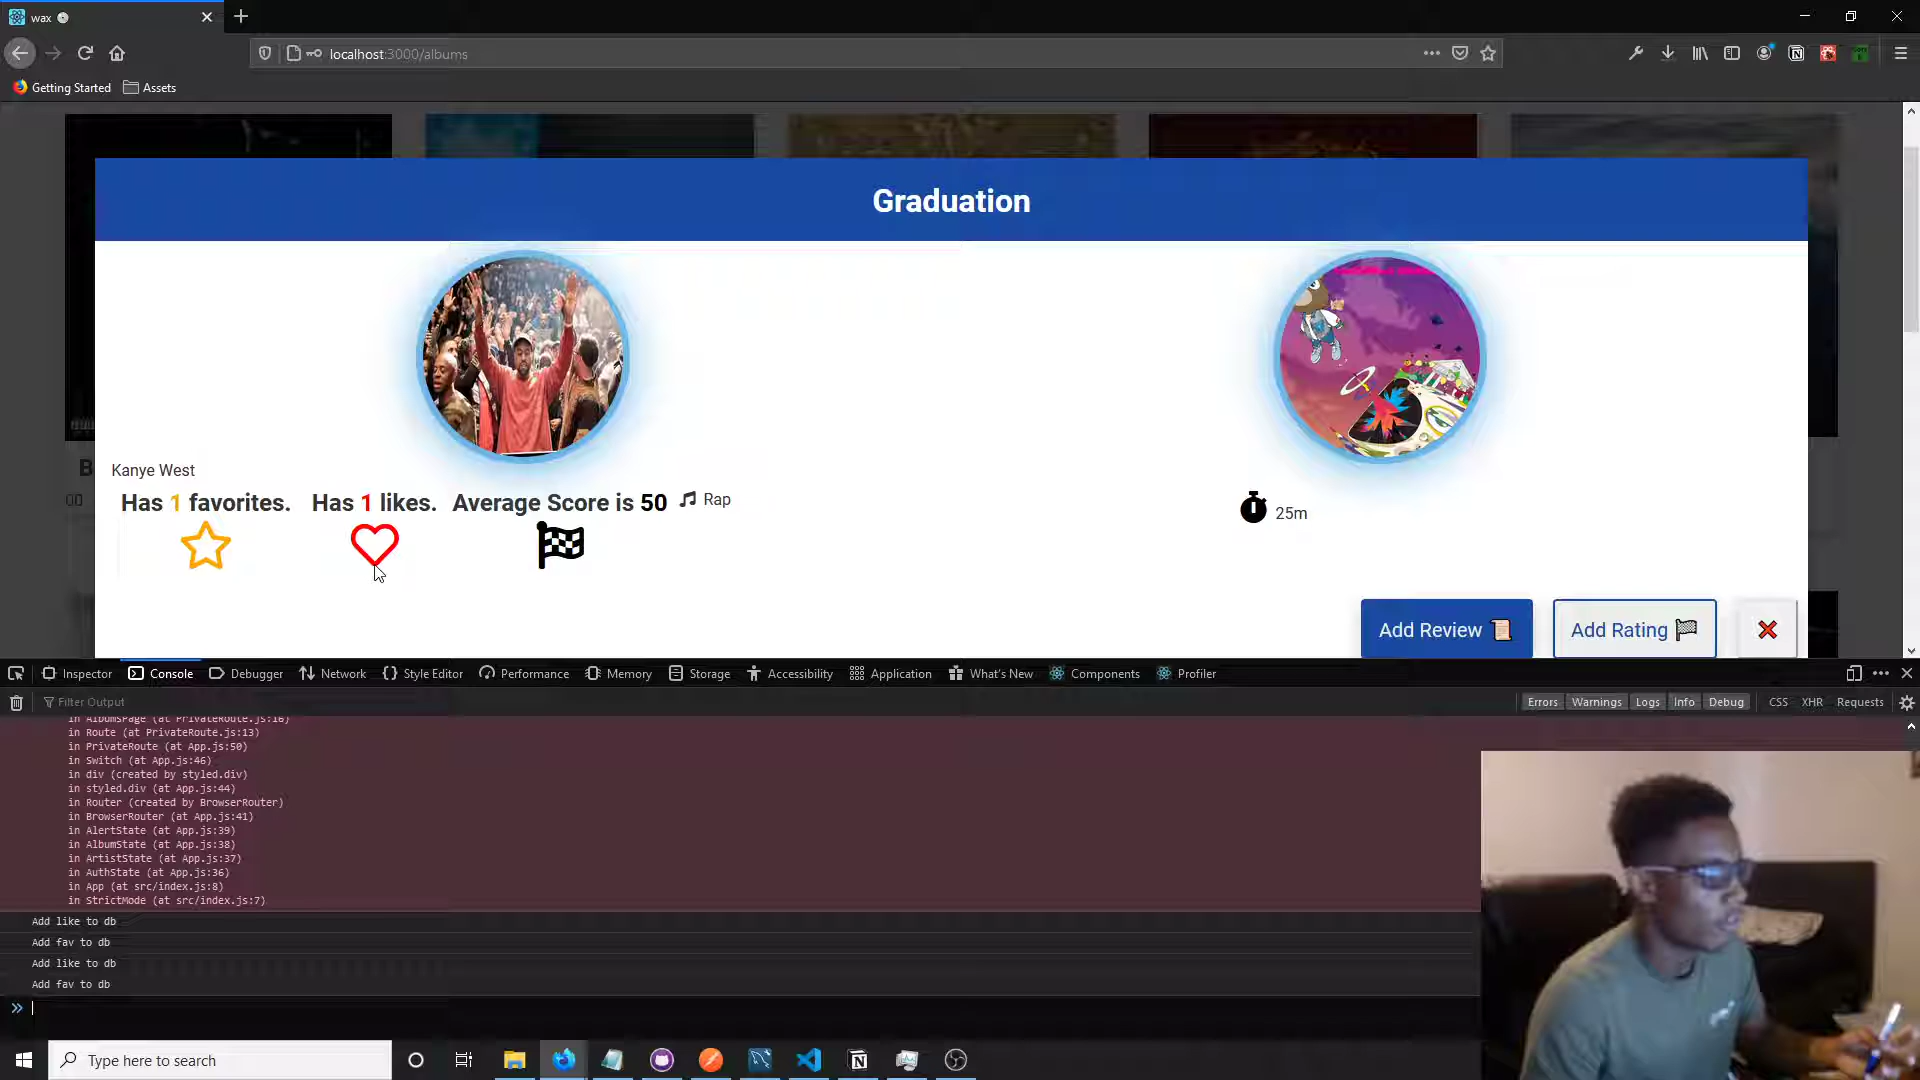 wax
localhost:3000/albums
Getting Started
Assets
Graduation
Kanye West
Has 1 favorites.
Has 1 likes.
Average Score is 50
Rap
25m
Add Review
Add Rating
Inspector
Console
Debugger
Network
Style Editor
Performance
Memory
Storage
Accessibility
Application
What's New
Components
Profiler
Filter Output
Errors
Warnings
Logs
Info
Debug
CSS
XHR
Requests
in AlbumsPage (at PrivateRoute.js:16)
in Route (at PrivateRoute.js:13)
in PrivateRoute (at App.js:50)
in Switch (at App.js:46)
in div (created by styled.div)
in styled.div (at App.js:44)
in Router (created by BrowserRouter)
in BrowserRouter (at App.js:41)
in AlertState (at App.js:39)
in AlbumState (at App.js:38)
in ArtistState (at App.js:37)
in AuthState (at App.js:36)
in App (at src/index.js:8)
in StrictMode (at src/index.js:7)
Add like to db
Add fav to db
Add like to db
Add fav to db
Type here to search